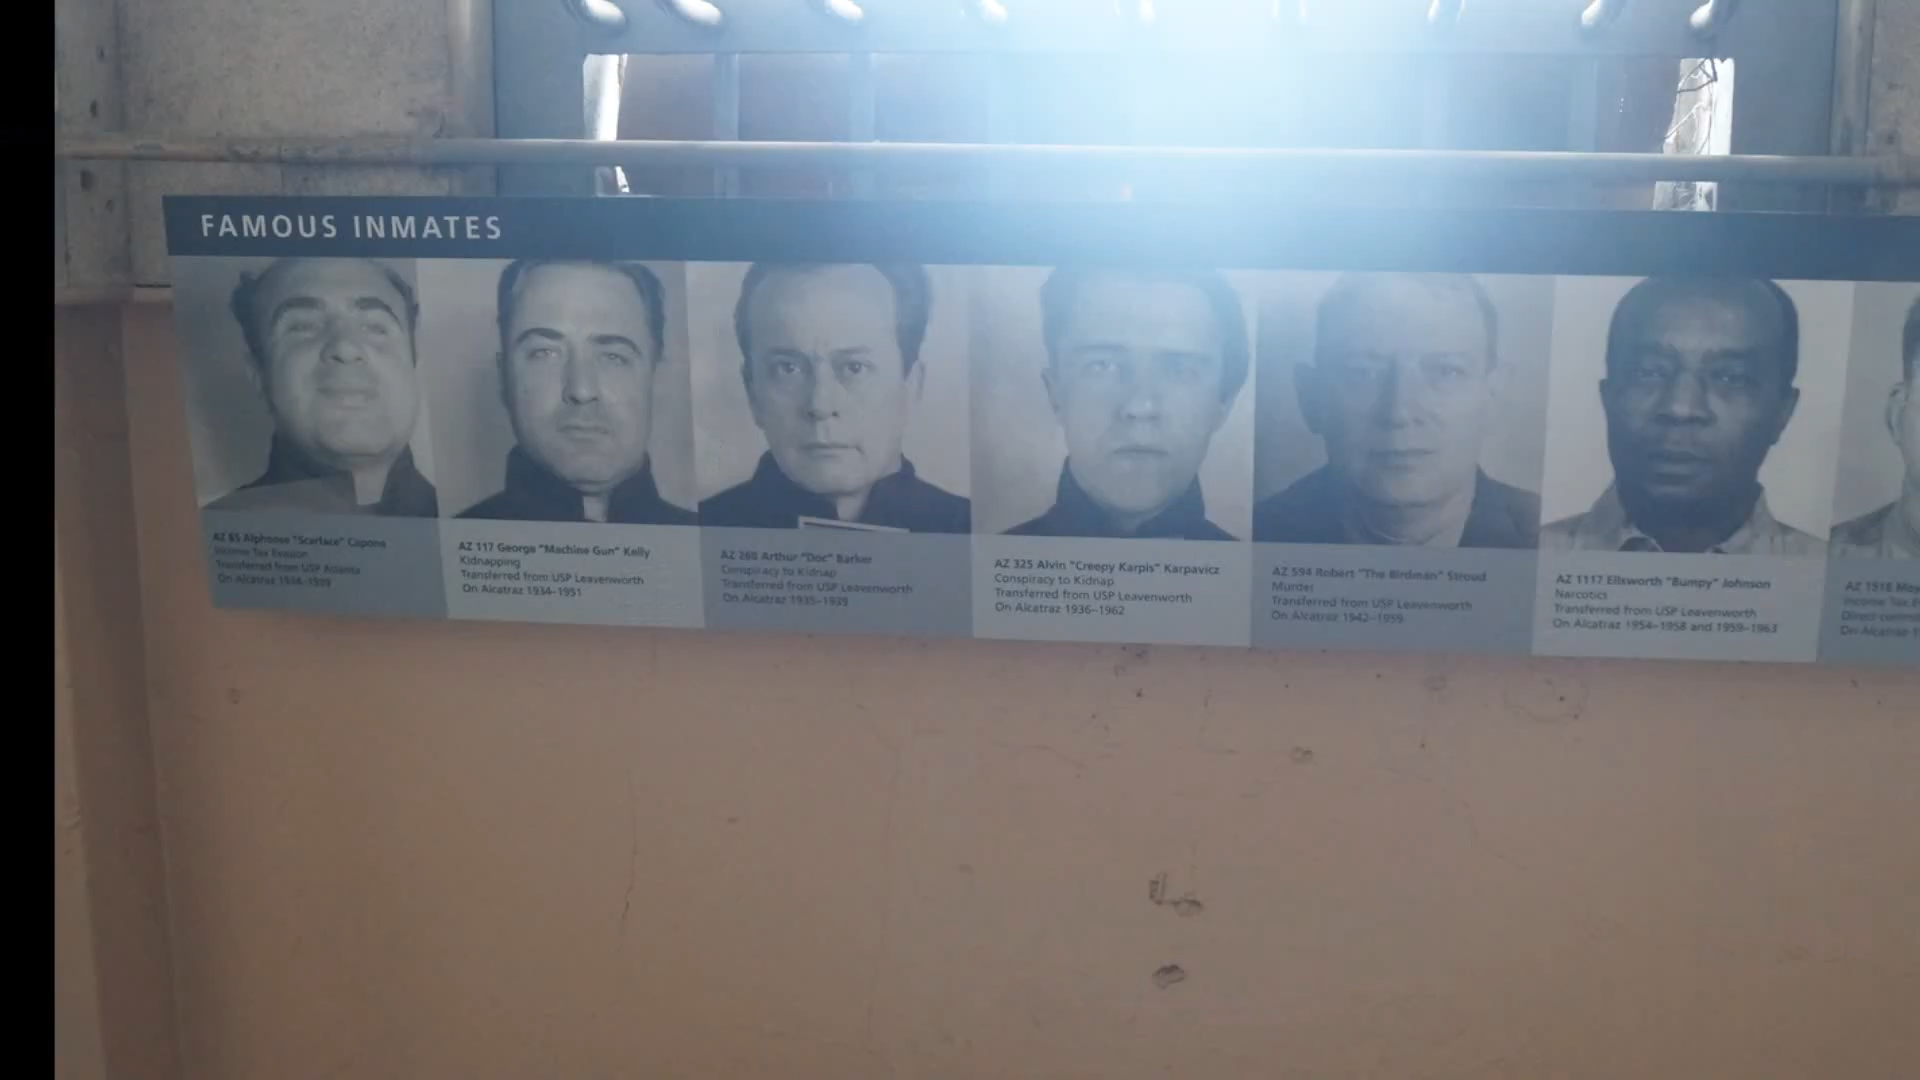 FAMOUS INMATES
AZ 85 Alphonse "Scarface" Capone
Income Tax Evasion
Transferred from USP Atlanta
On Alcatraz 1934–1939
AZ 117 George "Machine Gun" Kelly
Kidnapping
Transferred from USP Leavenworth
On Alcatraz 1934–1951
AZ 268 Arthur "Doc" Barker
Conspiracy to Kidnap
Transferred from USP Leavenworth
On Alcatraz 1935–1939
AZ 325 Alvin "Creepy Karpis" Karpavicz
Conspiracy to Kidnap
Transferred from USP Leavenworth
On Alcatraz 1936–1962
AZ 594 Robert "The Birdman" Stroud
Murder
Transferred from USP Leavenworth
On Alcatraz 1942–1959
AZ 1117 Ellsworth "Bumpy" Johnson
Narcotics
Transferred from USP Leavenworth
On Alcatraz 1954–1958 and 1959–1963
AZ 1518
Income Tax
Direct
On Alcatraz